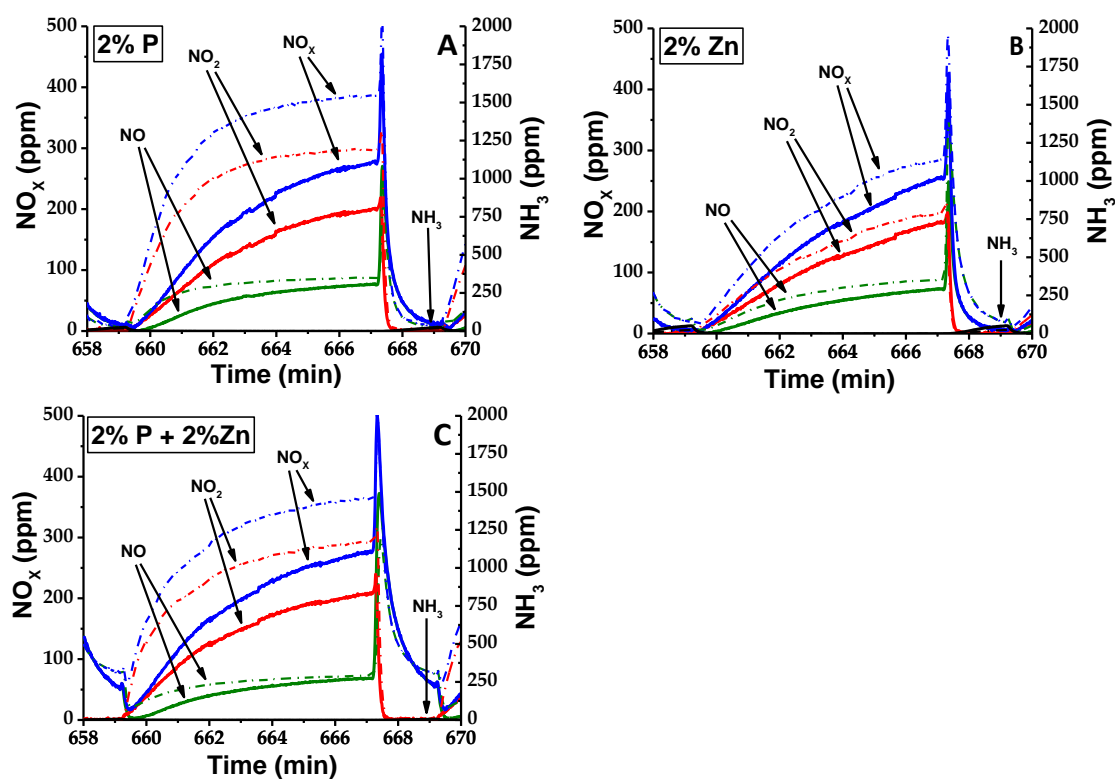 2% P
A
NOX (ppm)
500
400
300
200
100
0
NO
NO2
NOX
NH3
2000
1750
1500
1250
1000
750
500
250
0
NH3 (ppm)
658 660 662 664 666 668 670
Time (min)
2% Zn
B
NOX (ppm)
500
400
300
200
100
0
NO
NO2
NOX
NH3
2000
1750
1500
1250
1000
750
500
250
0
NH3 (ppm)
658 660 662 664 666 668 670
Time (min)
2% P + 2%Zn
C
NOX (ppm)
500
400
300
200
100
0
NO
NO2
NOX
NH3
2000
1750
1500
1250
1000
750
500
250
0
NH3 (ppm)
658 660 662 664 666 668 670
Time (min)